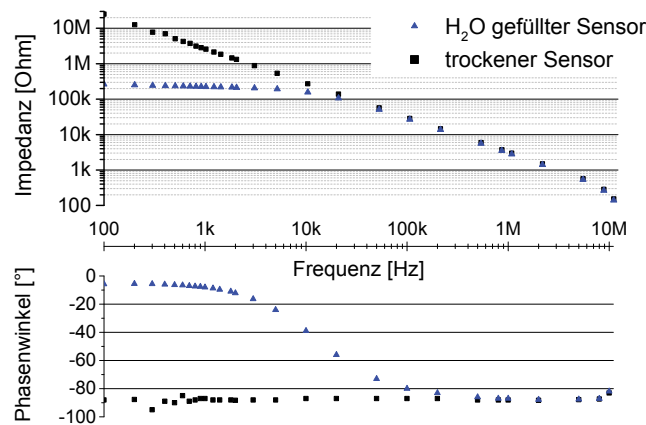 H₂O gefüllter Sensor
trockener Sensor
Impedanz [Ohm]
10M
1M
100k
10k
1k
100
100 1k 10k 100k 1M 10M
Frequenz [Hz]
Phasenwinkel [°]
0
-20
-40
-60
-80
-100